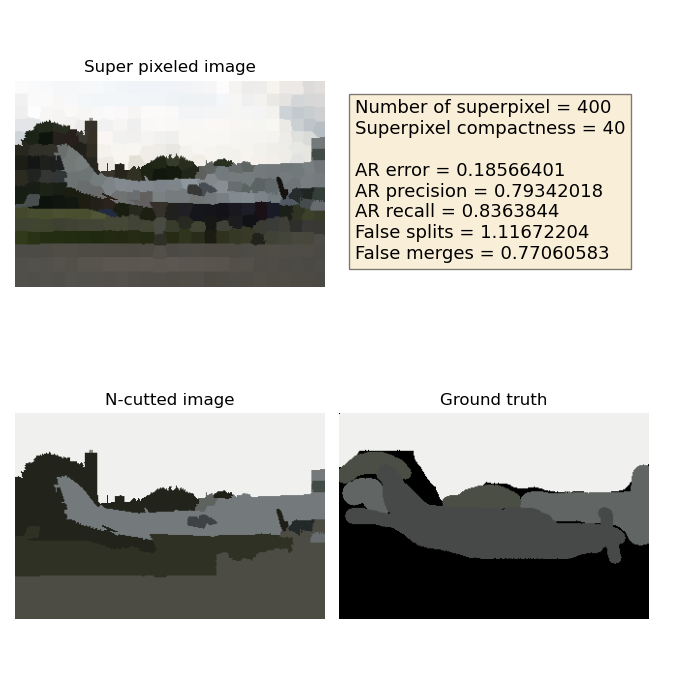 Super pixeled image
Number of superpixel = 400
Superpixel compactness = 40
AR error = 0.18566401
AR precision = 0.79342018
AR recall = 0.8363844
False splits = 1.11672204
False merges = 0.77060583
N-cutted image
Ground truth